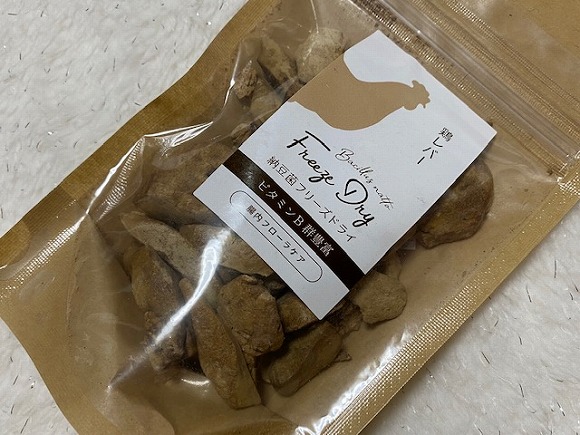 鶏レバー
Bacillus natto
Freeze Dry
納豆菌フリーズドライ
ビタミンB群豊富
腸内フローラケア